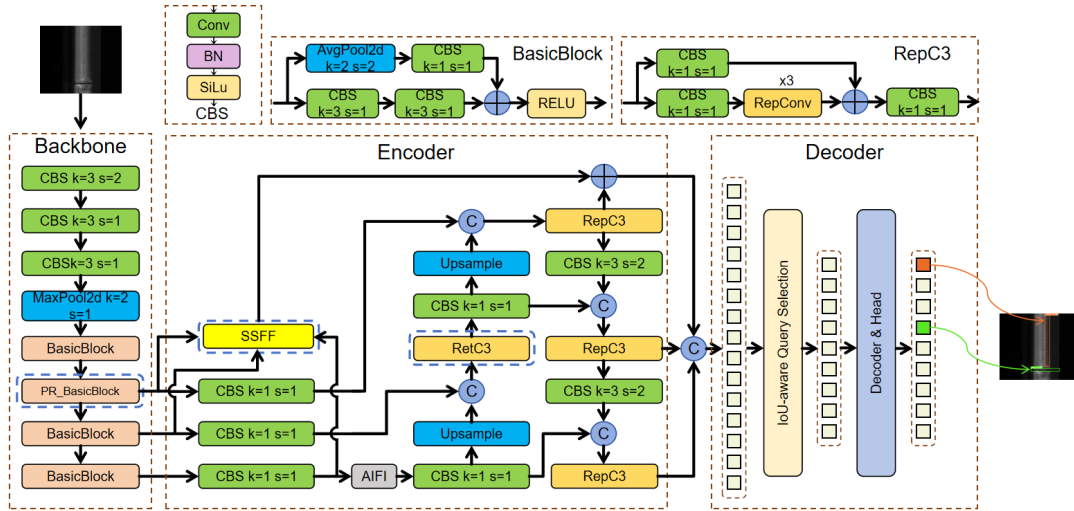 Conv
BN
SiLu
CBS
BasicBlock
AvgPool2d
k=2 s=2
CBS
k=1 s=1
CBS
k=3 s=1
CBS
k=3 s=1
RELU
RepC3
CBS
k=1 s=1
CBS
k=1 s=1
x3
RepConv
CBS
k=1 s=1
Backbone
CBS k=3 s=2
CBS k=3 s=1
CBSk=3 s=1
MaxPool2d k=2
s=1
BasicBlock
PR_BasicBlock
BasicBlock
BasicBlock
Encoder
SSFF
CBS k=1 s=1
CBS k=1 s=1
CBS k=1 s=1
AIFI
C
Upsample
CBS k=1 s=1
RetC3
C
Upsample
CBS k=1 s=1
RepC3
CBS k=3 s=2
C
RepC3
CBS k=3 s=2
C
RepC3
C
Decoder
IoU-aware Query Selection
Decoder & Head